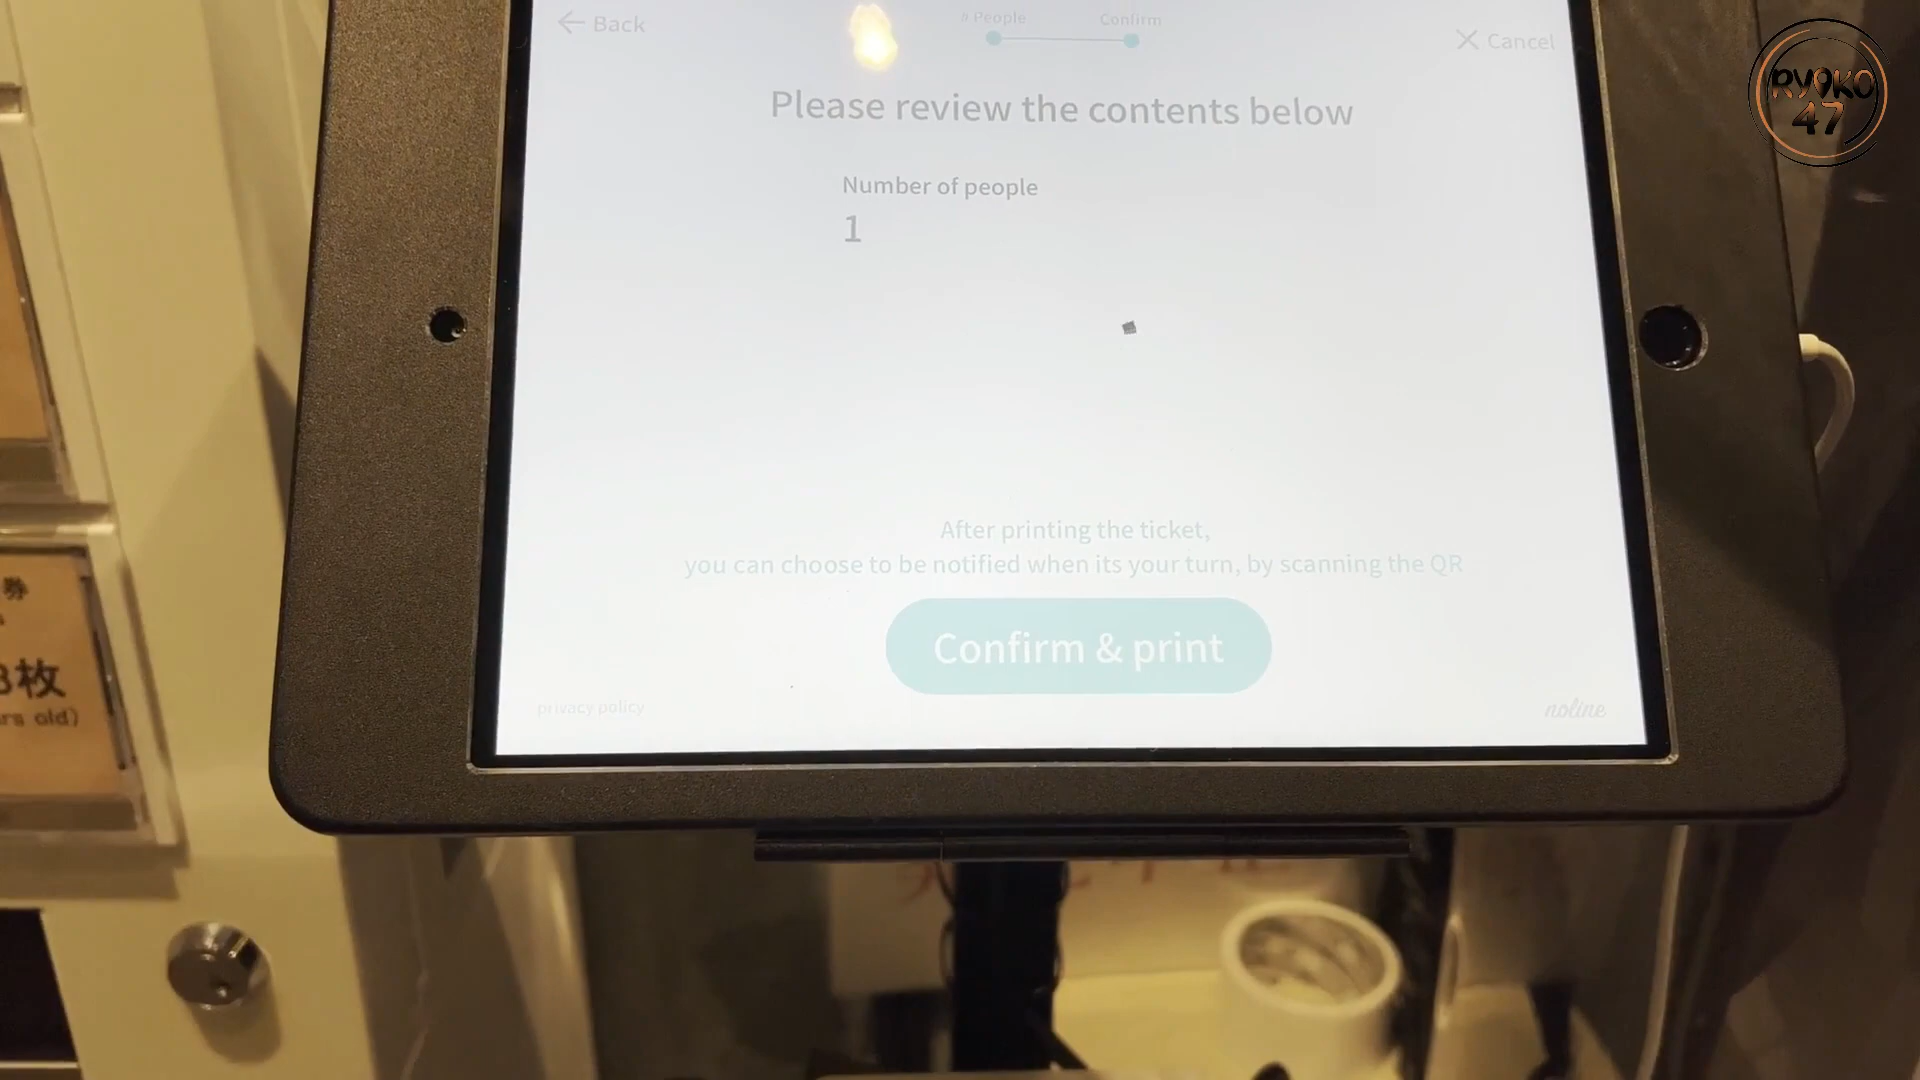 Back
People
Confirm
Cancel
Please review the contents below
Number of people
1
After printing the ticket,
you can choose to be notified when its your turn, by scanning the QR
Confirm & print
privacy policy
noline
RYOKO
47
券
3枚
rs old)